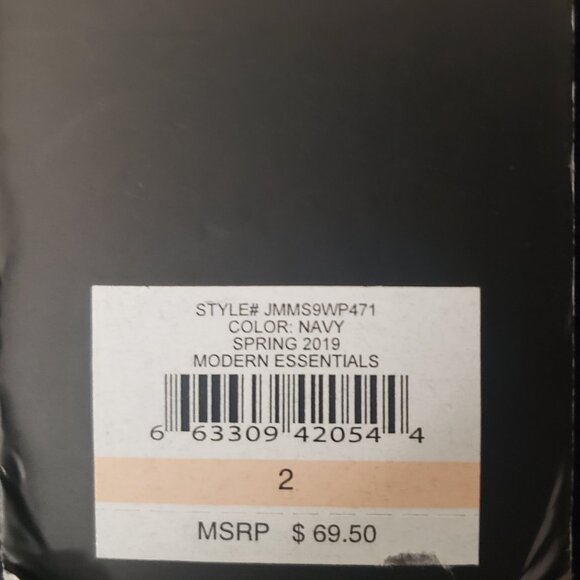 STYLE# JMMS9WP471
COLOR: NAVY
SPRING 2019
MODERN ESSENTIALS
6 63309 42054 4
2
MSRP $ 69.50